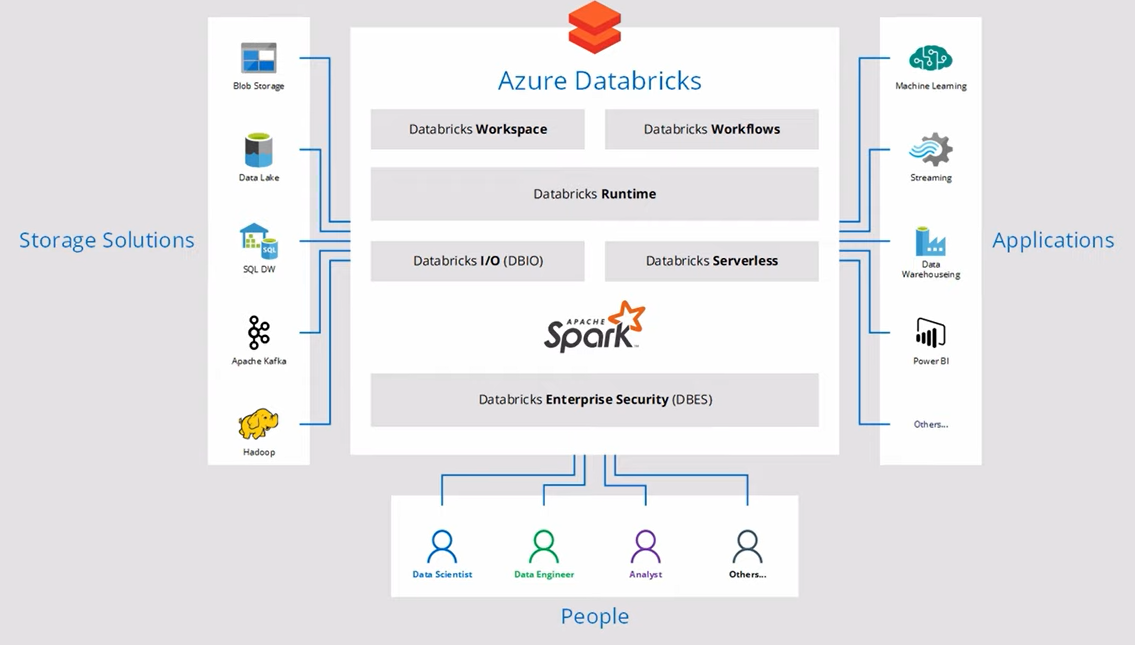 Azure Databricks
Databricks Workspace
Databricks Workflows
Databricks Runtime
Databricks I/O (DBIO)
Databricks Serverless
APACHE
Spark™
Databricks Enterprise Security (DBES)
Storage Solutions
Blob Storage
Data Lake
SQL
SQL DW
Apache Kafka
Hadoop
Applications
Machine Learning
Streaming
Data
Warehouseing
Power BI
Others...
Data Scientist
Data Engineer
Analyst
Others...
People